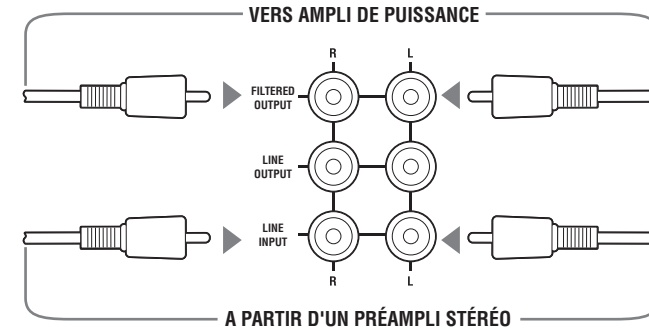 VERS AMPLI DE PUISSANCE
R L
FILTERED
OUTPUT
LINE
OUTPUT
LINE
INPUT
R L
A PARTIR D'UN PRÉAMPLI STÉRÉO